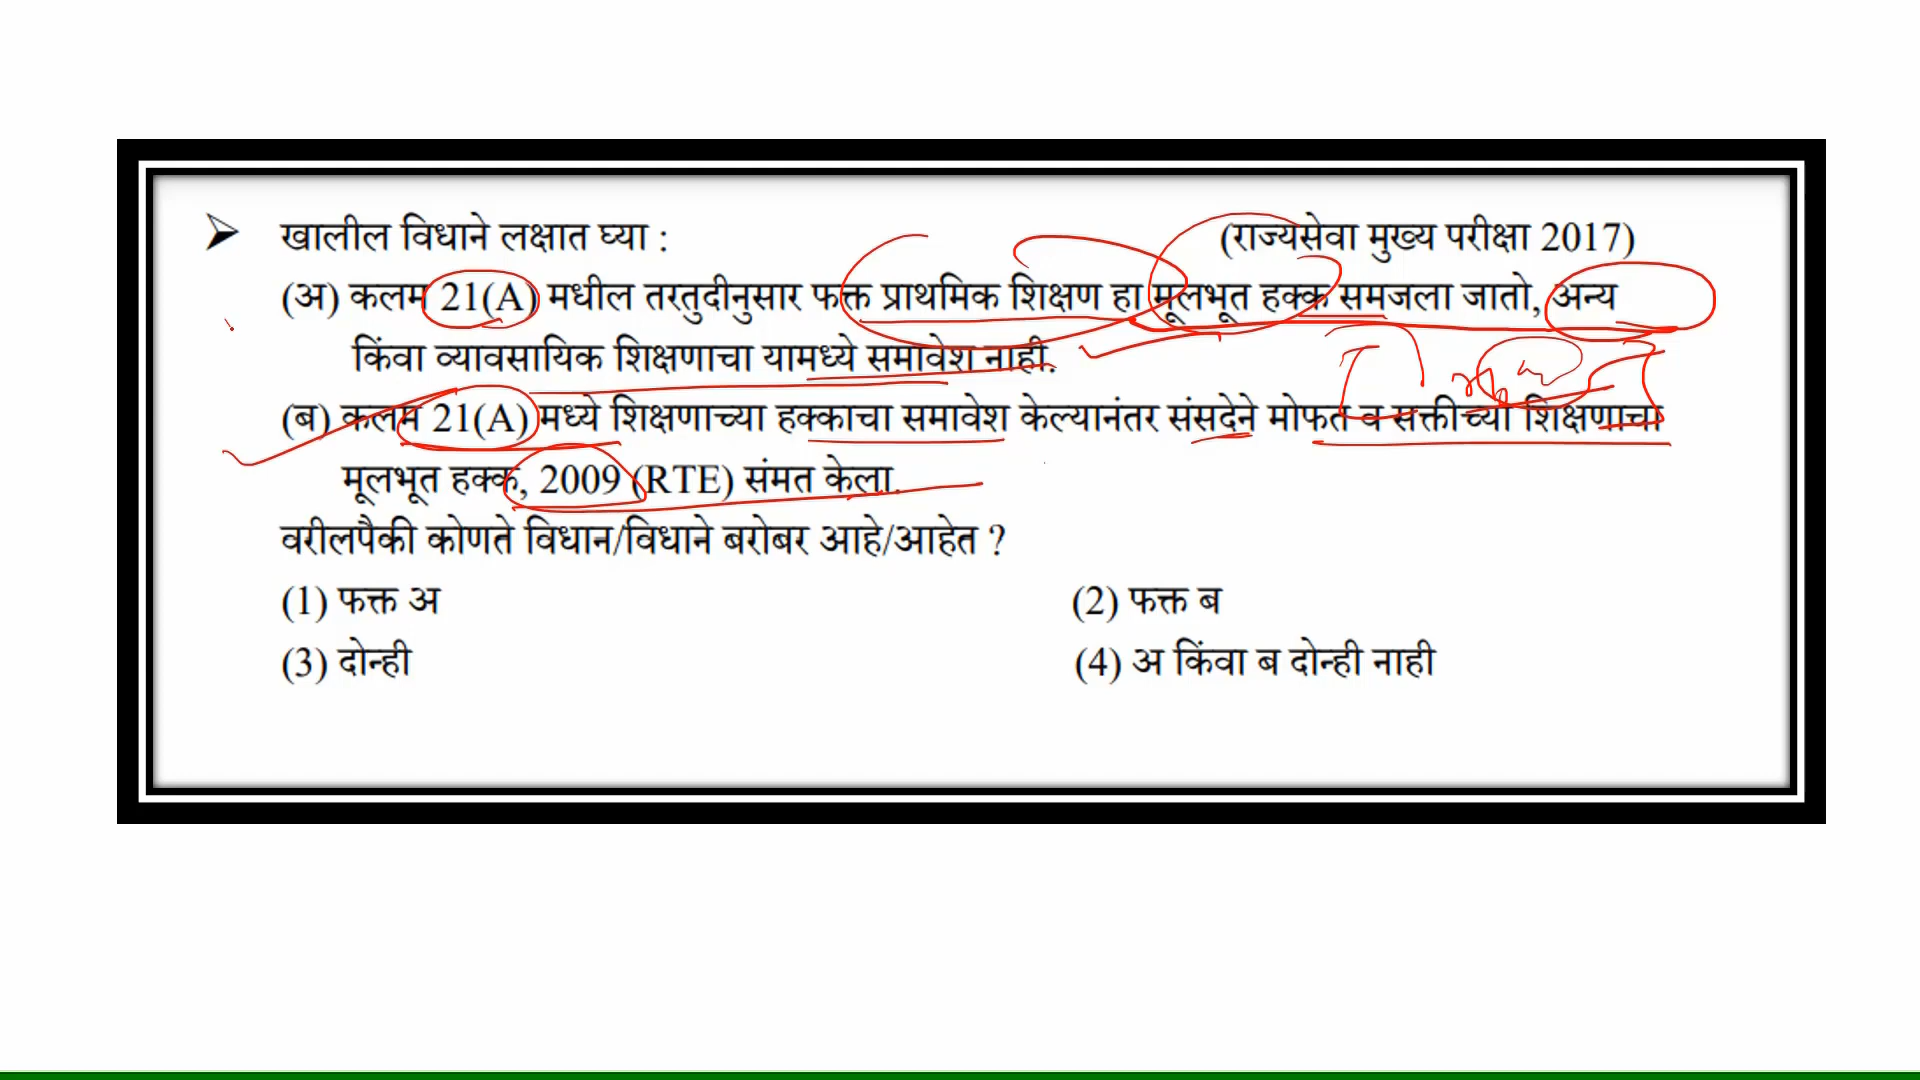 ➢ खालील विधाने लक्षात घ्या : (राज्यसेवा मुख्य परीक्षा 2017)
(अ) कलम 21(A) मधील तरतुदीनुसार फक्त प्राथमिक शिक्षण हा मूलभूत हक्क समजला जातो, अन्य
किंवा व्यावसायिक शिक्षणाचा यामध्ये समावेश नाही.
(ब) कलम 21(A) मध्ये शिक्षणाच्या हक्काचा समावेश केल्यानंतर संसदेने मोफत व सक्तीच्या शिक्षणाचा
मूलभूत हक्क, 2009 (RTE) संमत केला.
वरीलपैकी कोणते विधान/विधाने बरोबर आहे/आहेत ?
(1) फक्त अ (2) फक्त ब
(3) दोन्ही (4) अ किंवा ब दोन्ही नाही